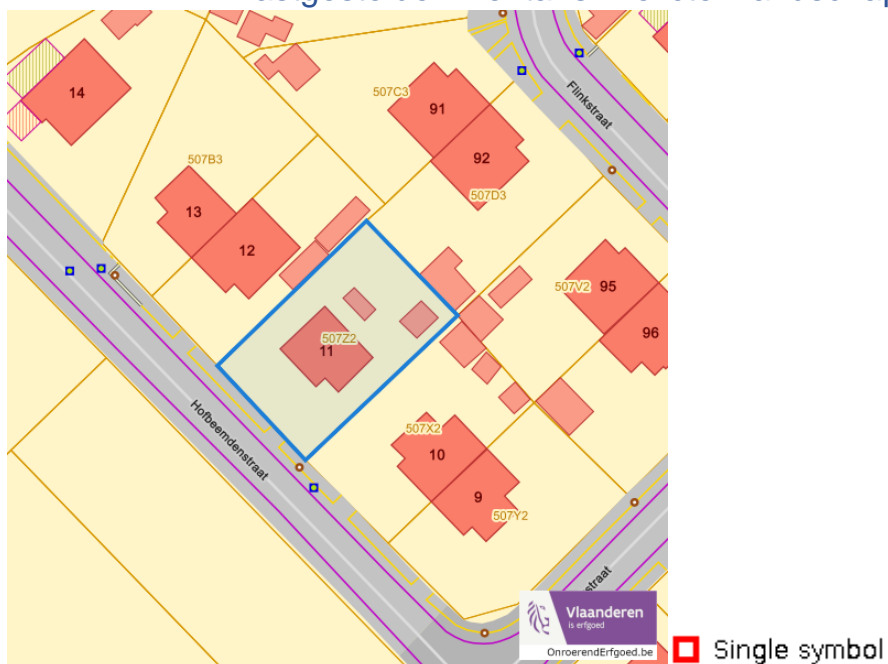 14
507C3
91
Flinkstraat
92
507B3
507D3
13
12
507V2
95
96
507Z2
11
Hofbeemdenstraat
507X2
10
9
507Y2
Vlaanderen
is erfgoed
OnroerendErfgoed.be
Single symbol